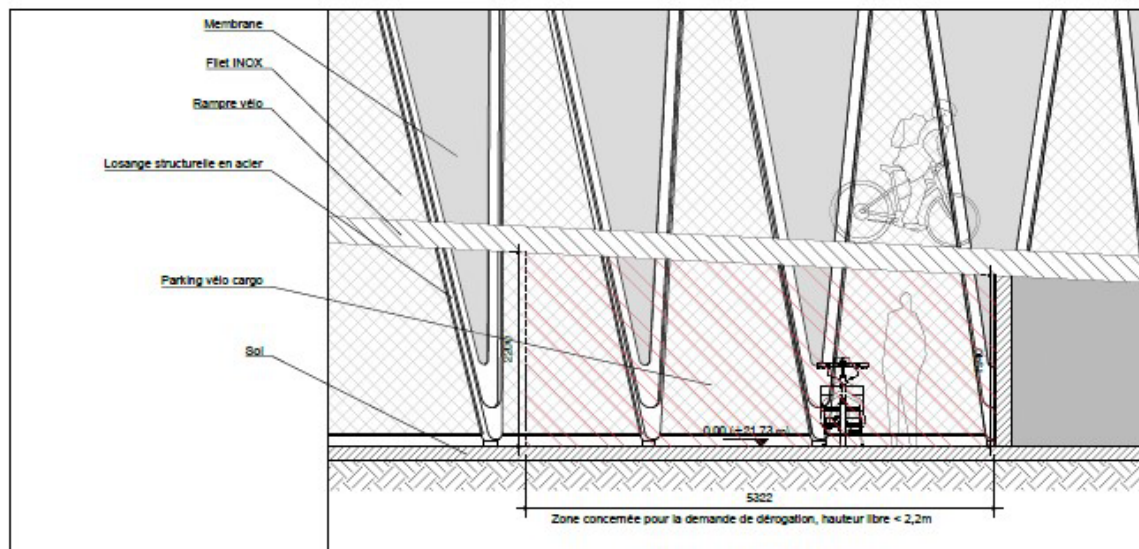 Membrane
Filet INOX
Rampre vélo
Losange structurelle en acier
Parking vélo cargo
Sol
2200
0.00 (+21.73 m)
5322
Zone concernée pour la demande de dérogation, hauteur libre < 2,2m